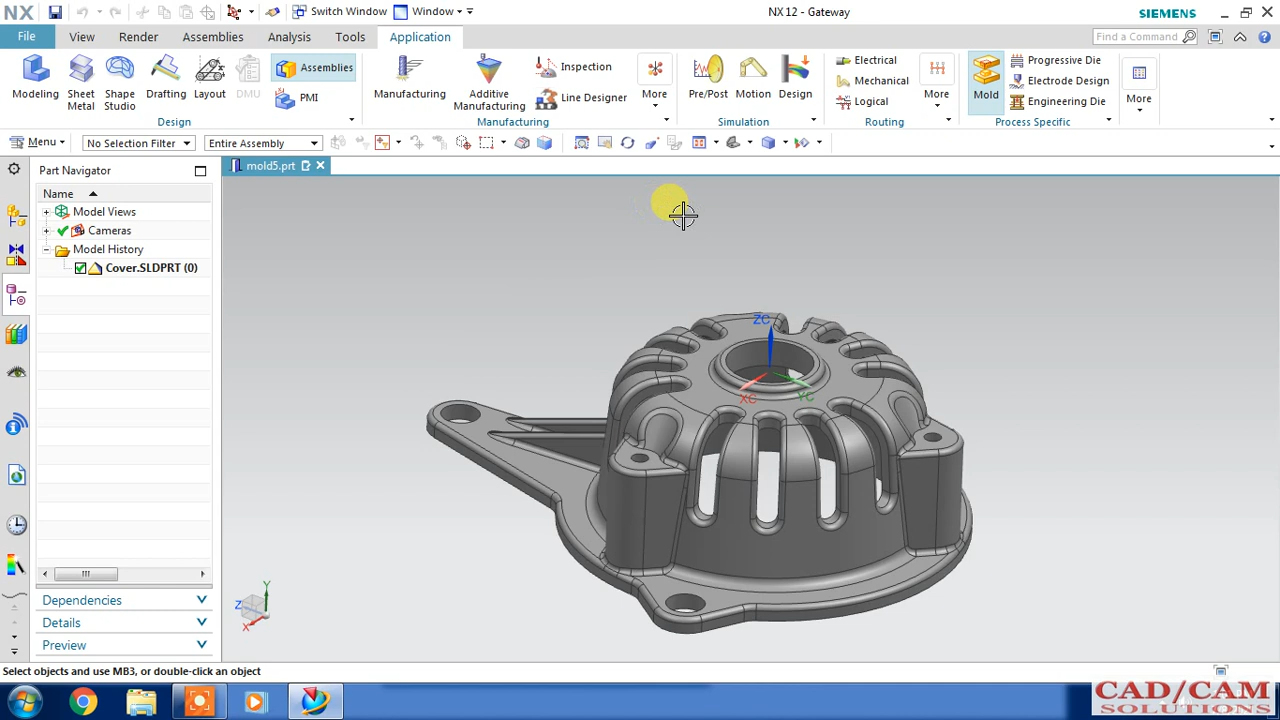 NX
Switch Window
Window
NX 12 - Gateway
SIEMENS
File
View
Render
Assemblies
Analysis
Tools
Application
Find a Command
Modeling
Sheet Metal
Shape Studio
Drafting
Layout
DMU
Assemblies
PMI
Design
Manufacturing
Additive Manufacturing
Inspection
Line Designer
More
Manufacturing
Pre/Post
Motion
Design
Simulation
Electrical
Mechanical
Logical
More
Routing
Mold
Progressive Die
Electrode Design
Engineering Die
Process Specific
More
Menu
No Selection Filter
Entire Assembly
Part Navigator
mold5.prt
Name
Model Views
Cameras
Model History
Cover.SLDPRT (0)
ZC
XC
YC
Y
Z
X
Dependencies
Details
Preview
Select objects and use MB3, or double-click an object
CAD/CAM
SOLUTIONS